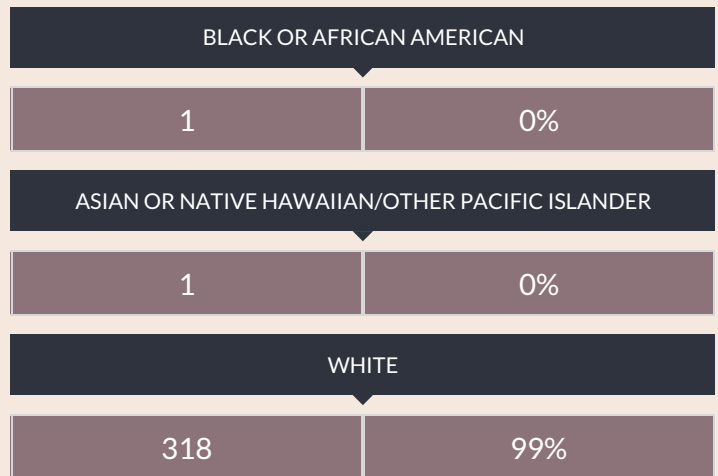 BLACK OR AFRICAN AMERICAN
1 0%
ASIAN OR NATIVE HAWAIIAN/OTHER PACIFIC ISLANDER
1 0%
WHITE
318 99%